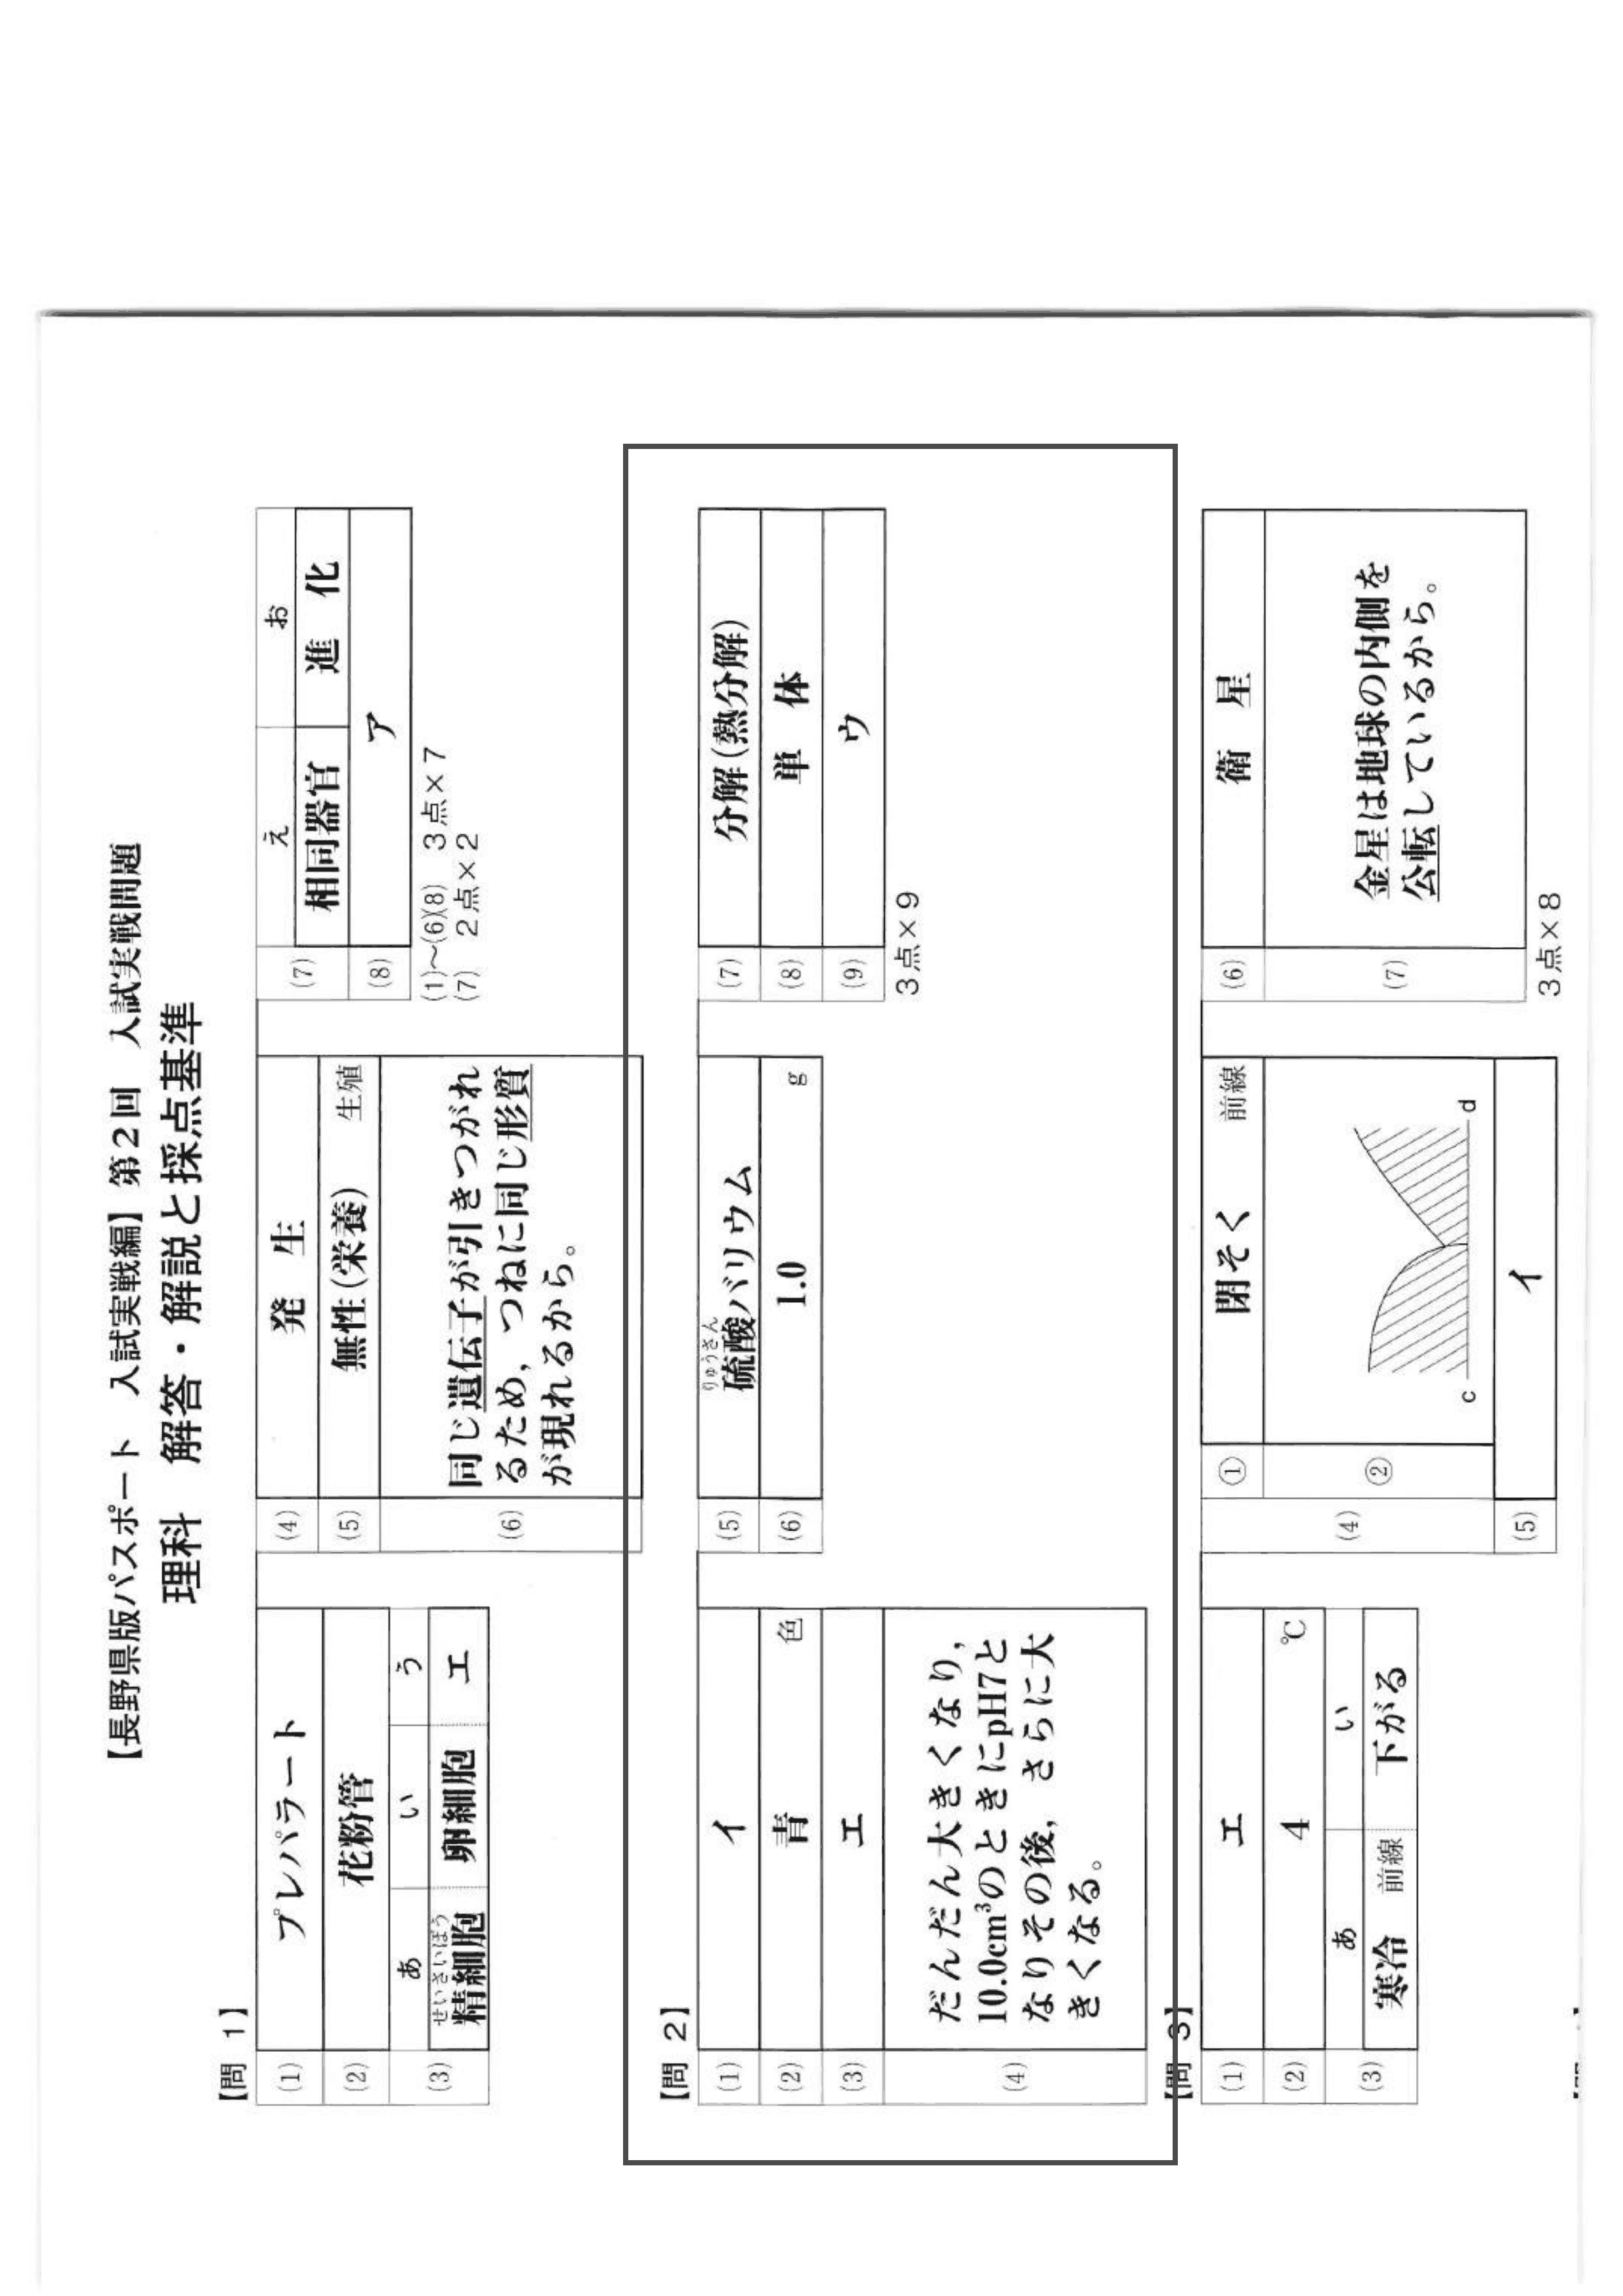 【長野県版パスポート 入試実戦編】第2回 入試実戦問題
理科 解答・解説と採点基準
【問 1】
(1) プレパラート
(2) 花粉管
(3) あ い う
せいさいぼう
精細胞 卵細胞 エ
(4) 発 生
(5) 無性(栄養) 生殖
(6) 同じ遺伝子が引きつがれ
るため，つねに同じ形質
が現れるから。
(7) え お
相同器官 進 化
(8) ア
(1)～(6)(8) 3点×7
(7) 2点×2
【問 2】
(1) イ
(2) 青 色
(3) エ
(4) だんだん大きくなり，
10.0cm³のときにpH7と
なりその後，さらに大
きくなる。
(5) りゅうさん
硫酸バリウム
(6) 1.0 g
(7) 分解(熱分解)
(8) 単 体
(9) ウ
3点×9
【問 3】
(1) エ
(2) 4 ℃
(3) あ い
寒冷 前線 下がる
(4) ① 閉そく 前線
② c d
(5) イ
(6) 衛 星
(7) 金星は地球の内側を
公転しているから。
3点×8